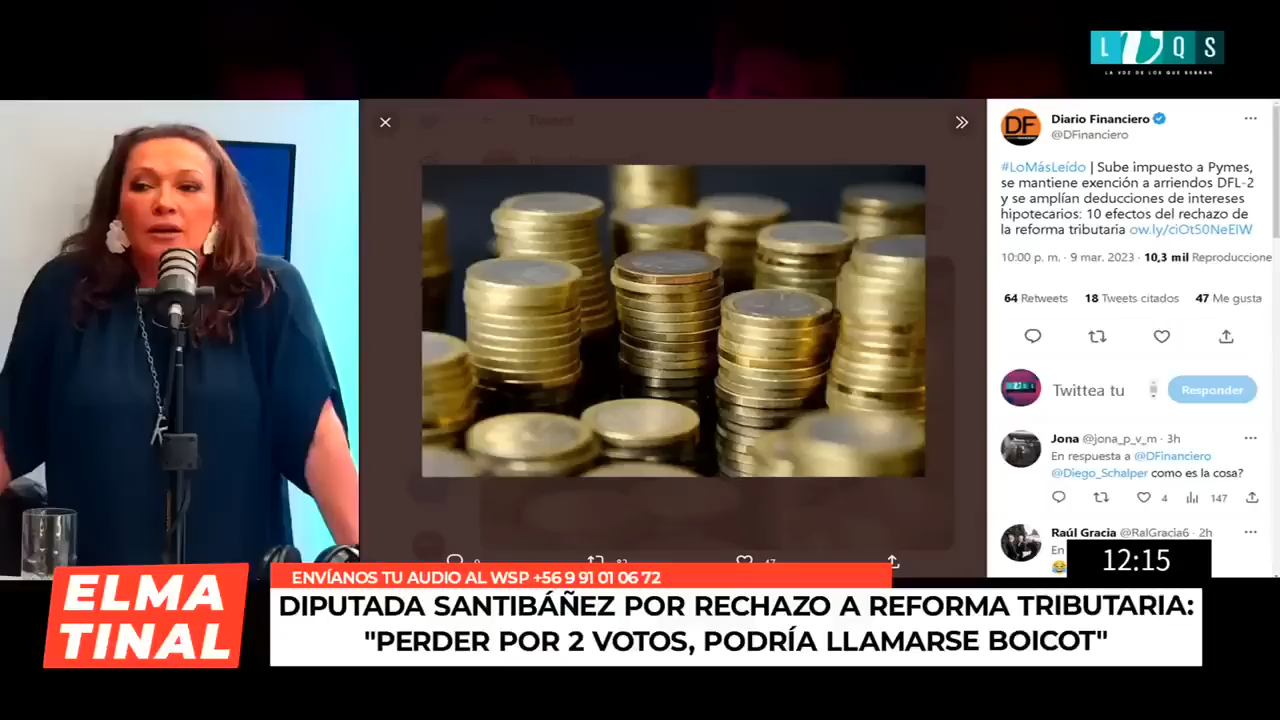 LVQS
LA VOZ DE LOS QUE SOBRAN
DF
Diario Financiero
@DFinanciero
#LoMásLeído | Sube impuesto a Pymes,
se mantiene exención a arriendos DFL-2
y se amplían deducciones de intereses
hipotecarios: 10 efectos del rechazo de
la reforma tributaria ow.ly/ciOt50NeEIW
10:00 p. m. · 9 mar. 2023 · 10,3 mil Reproduccione
64 Retweets 18 Tweets citados 47 Me gusta
Twittea tu
Responder
Jona @jona_p_v_m · 3h
En respuesta a @DFinanciero
@Diego_Schalper como es la cosa?
4 147
Raúl Gracia @RalGracia6 · 2h
En
12:15
ELMA
TINAL
ENVÍANOS TU AUDIO AL WSP +56 9 91 01 06 72
DIPUTADA SANTIBÁÑEZ POR RECHAZO A REFORMA TRIBUTARIA:
"PERDER POR 2 VOTOS, PODRÍA LLAMARSE BOICOT"